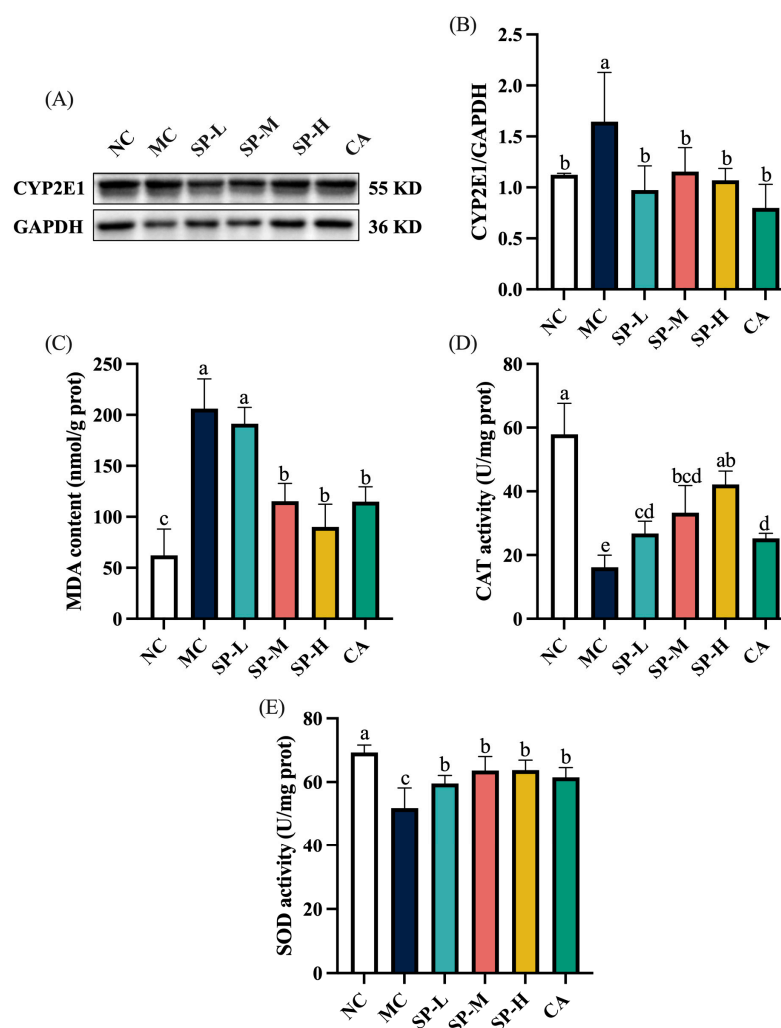 (A)
NC MC SP-L SP-M SP-H CA
CYP2E1 55 KD
GAPDH 36 KD
(B)
CYP2E1/GAPDH
2.5
2.0
1.5
1.0
0.5
0.0
b a b b b b
NC MC SP-L SP-M SP-H CA
(C)
MDA content (nmol/g prot)
250
200
150
100
50
0
c a a b b b
NC MC SP-L SP-M SP-H CA
(D)
CAT activity (U/mg prot)
80
60
40
20
0
a e cd bcd ab d
NC MC SP-L SP-M SP-H CA
(E)
SOD activity (U/mg prot)
80
60
40
20
0
a c b b b b
NC MC SP-L SP-M SP-H CA